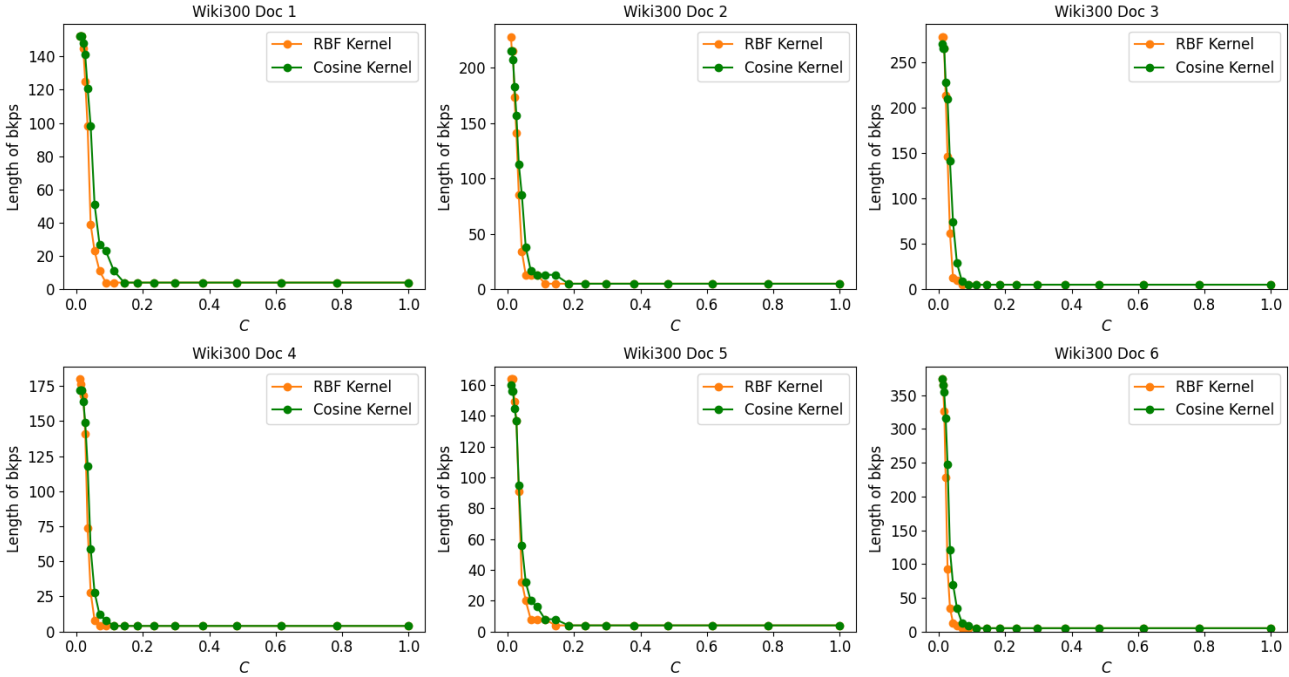 Wiki300 Doc 1
Length of bkps
140
120
100
80
60
40
20
0
RBF Kernel
Cosine Kernel
0.0 0.2 0.4 0.6 0.8 1.0
C
Wiki300 Doc 2
Length of bkps
200
150
100
50
0
RBF Kernel
Cosine Kernel
0.0 0.2 0.4 0.6 0.8 1.0
C
Wiki300 Doc 3
Length of bkps
250
200
150
100
50
0
RBF Kernel
Cosine Kernel
0.0 0.2 0.4 0.6 0.8 1.0
C
Wiki300 Doc 4
Length of bkps
175
150
125
100
75
50
25
0
RBF Kernel
Cosine Kernel
0.0 0.2 0.4 0.6 0.8 1.0
C
Wiki300 Doc 5
Length of bkps
160
140
120
100
80
60
40
20
0
RBF Kernel
Cosine Kernel
0.0 0.2 0.4 0.6 0.8 1.0
C
Wiki300 Doc 6
Length of bkps
350
300
250
200
150
100
50
0
RBF Kernel
Cosine Kernel
0.0 0.2 0.4 0.6 0.8 1.0
C